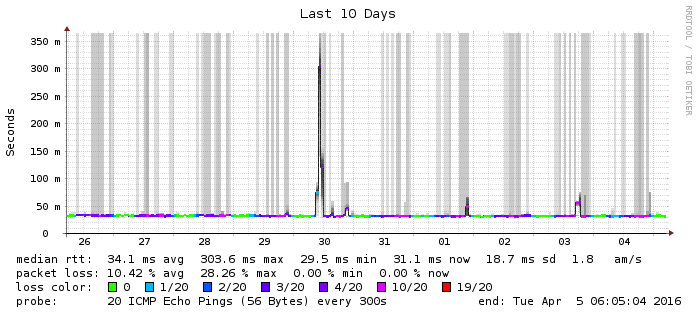 Last 10 Days
RRDTOOL / TOBI OETIKER
Seconds
350 m
300 m
250 m
200 m
150 m
100 m
50 m
0
26 27 28 29 30 31 01 02 03 04
median rtt: 34.1 ms avg 303.6 ms max 29.5 ms min 31.1 ms now 18.7 ms sd 1.8 am/s
packet loss: 10.42 % avg 28.26 % max 0.00 % min 0.00 % now
loss color: 0 1/20 2/20 3/20 4/20 10/20 19/20
probe: 20 ICMP Echo Pings (56 Bytes) every 300s end: Tue Apr 5 06:05:04 2016